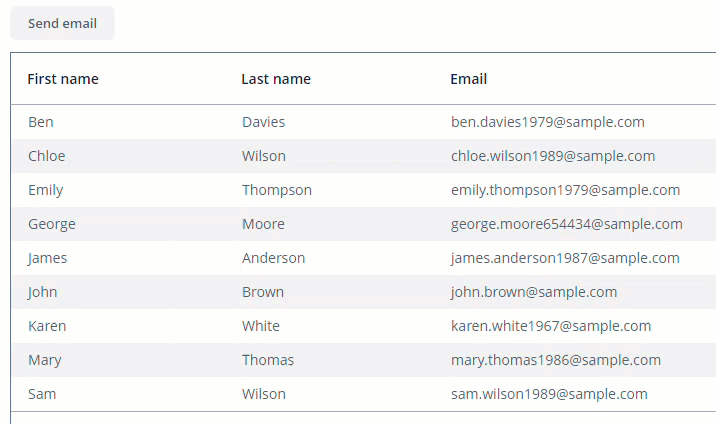 Send email
First name Last name Email
Ben Davies ben.davies1979@sample.com
Chloe Wilson chloe.wilson1989@sample.com
Emily Thompson emily.thompson1979@sample.com
George Moore george.moore654434@sample.com
James Anderson james.anderson1987@sample.com
John Brown john.brown@sample.com
Karen White karen.white1967@sample.com
Mary Thomas mary.thomas1986@sample.com
Sam Wilson sam.wilson1989@sample.com